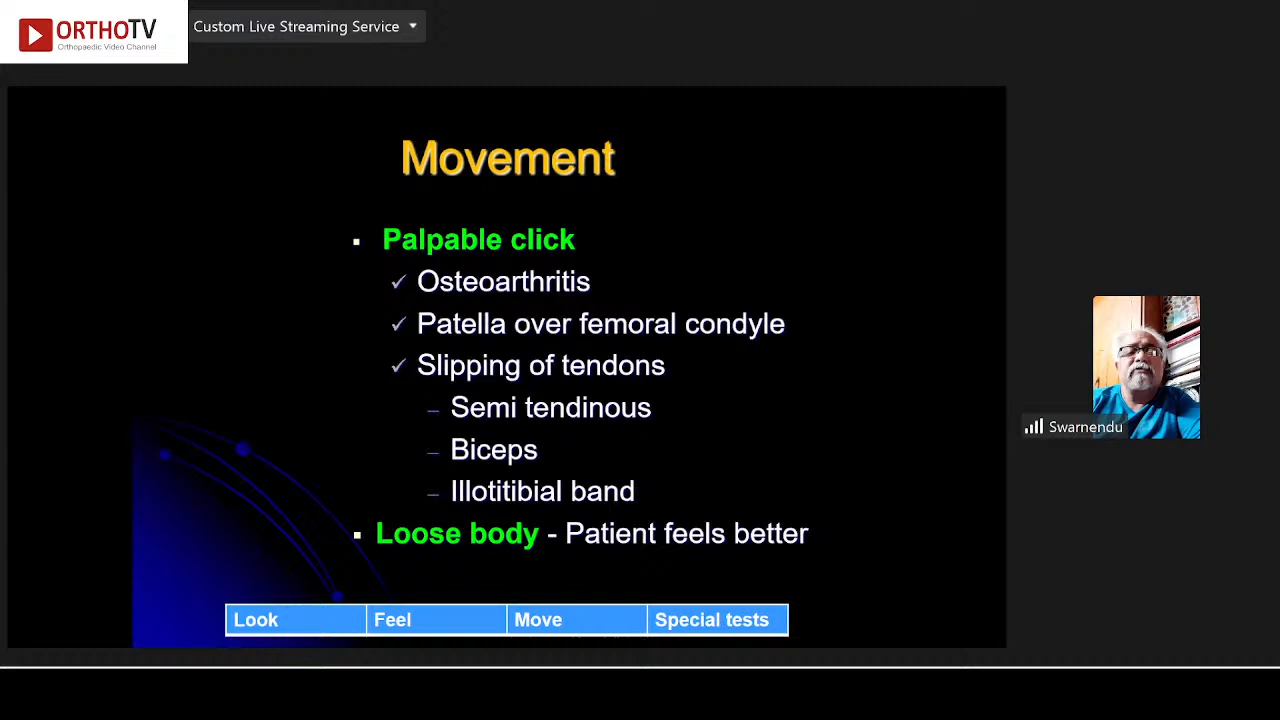 ORTHOTV
Orthopaedic Video Channel
Custom Live Streaming Service
Movement
Palpable click
Osteoarthritis
Patella over femoral condyle
Slipping of tendons
Semi tendinous
Biceps
Illotitibial band
Loose body - Patient feels better
Swarnendu
Look Feel Move Special tests